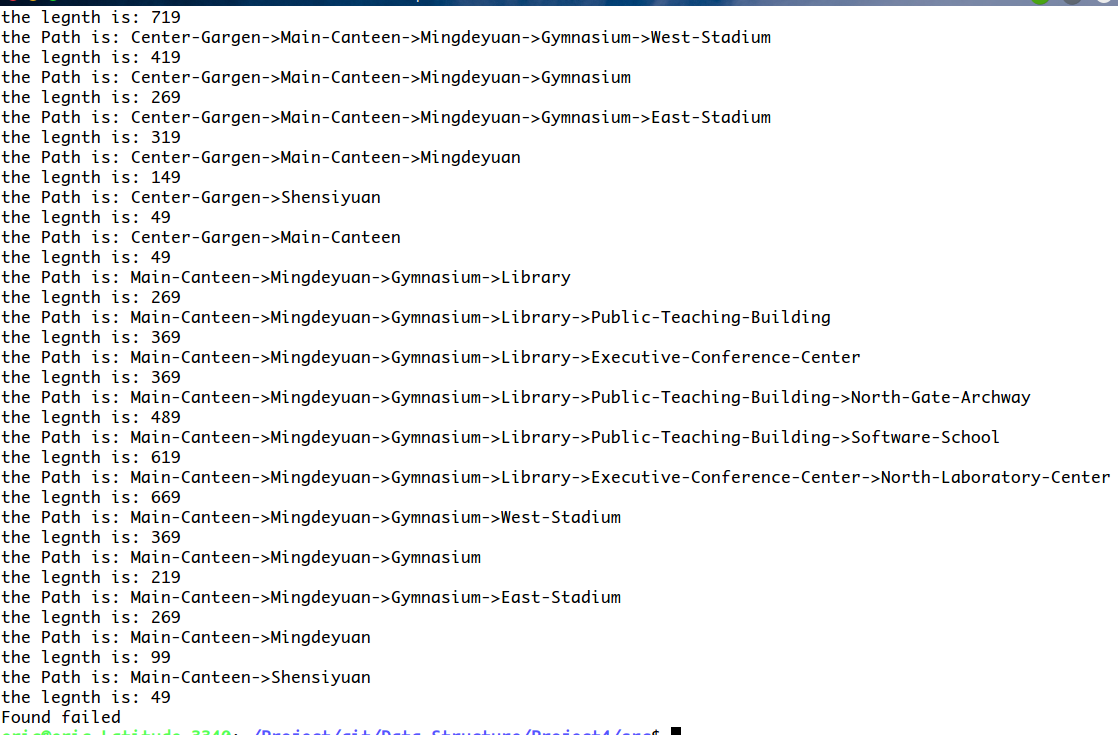 the legnth is: 719
the Path is: Center-Gargen->Main-Canteen->Mingdeyuan->Gymnasium->West-Stadium
the legnth is: 419
the Path is: Center-Gargen->Main-Canteen->Mingdeyuan->Gymnasium
the legnth is: 269
the Path is: Center-Gargen->Main-Canteen->Mingdeyuan->Gymnasium->East-Stadium
the legnth is: 319
the Path is: Center-Gargen->Main-Canteen->Mingdeyuan
the legnth is: 149
the Path is: Center-Gargen->Shensiyuan
the legnth is: 49
the Path is: Center-Gargen->Main-Canteen
the legnth is: 49
the Path is: Main-Canteen->Mingdeyuan->Gymnasium->Library
the legnth is: 269
the Path is: Main-Canteen->Mingdeyuan->Gymnasium->Library->Public-Teaching-Building
the legnth is: 369
the Path is: Main-Canteen->Mingdeyuan->Gymnasium->Library->Executive-Conference-Center
the legnth is: 369
the Path is: Main-Canteen->Mingdeyuan->Gymnasium->Library->Public-Teaching-Building->North-Gate-Archway
the legnth is: 489
the Path is: Main-Canteen->Mingdeyuan->Gymnasium->Library->Public-Teaching-Building->Software-School
the legnth is: 619
the Path is: Main-Canteen->Mingdeyuan->Gymnasium->Library->Executive-Conference-Center->North-Laboratory-Center
the legnth is: 669
the Path is: Main-Canteen->Mingdeyuan->Gymnasium->West-Stadium
the legnth is: 369
the Path is: Main-Canteen->Mingdeyuan->Gymnasium
the legnth is: 219
the Path is: Main-Canteen->Mingdeyuan->Gymnasium->East-Stadium
the legnth is: 269
the Path is: Main-Canteen->Mingdeyuan
the legnth is: 99
the Path is: Main-Canteen->Shensiyuan
the legnth is: 49
Found failed
eric@eric-Latitude-3340:~/Project/git/Data-Structure/Project4/src$